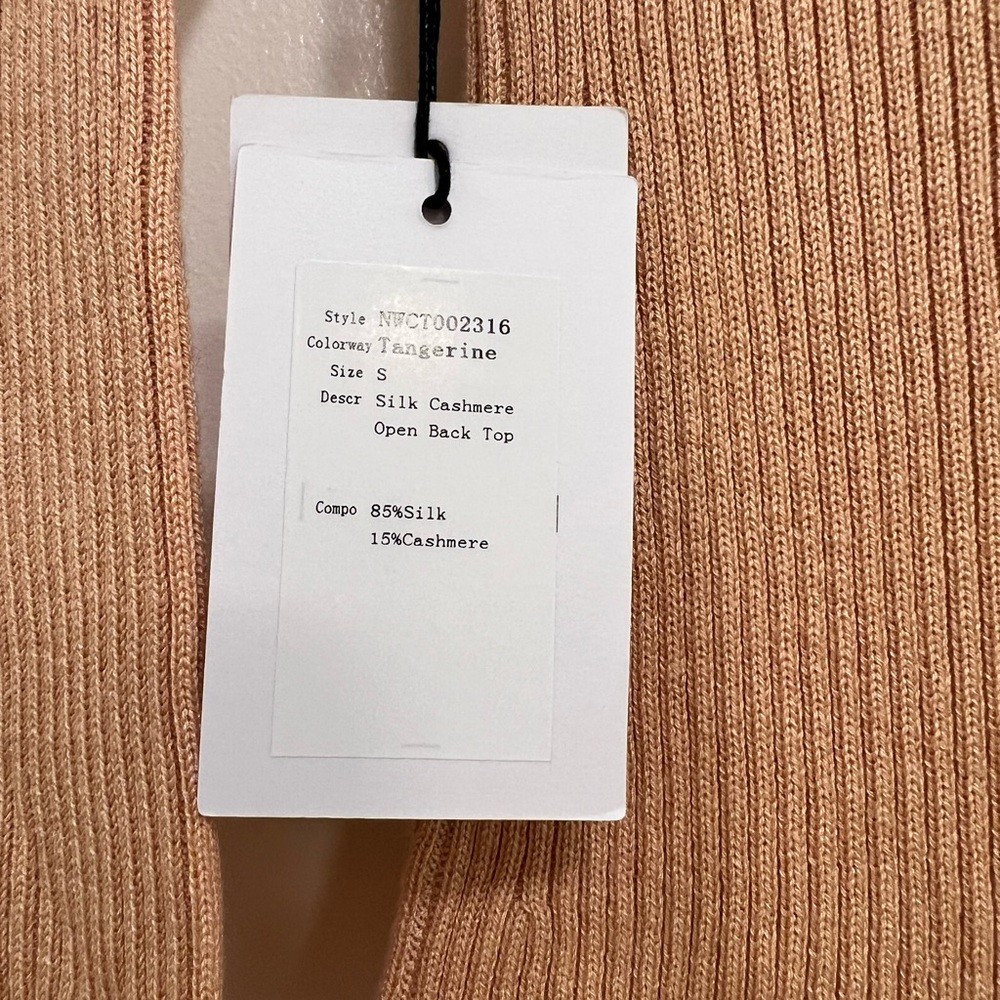 Style NWCT002316
Colorway Tangerine
Size S
Descr Silk Cashmere
Open Back Top
Compo 85%Silk
15%Cashmere